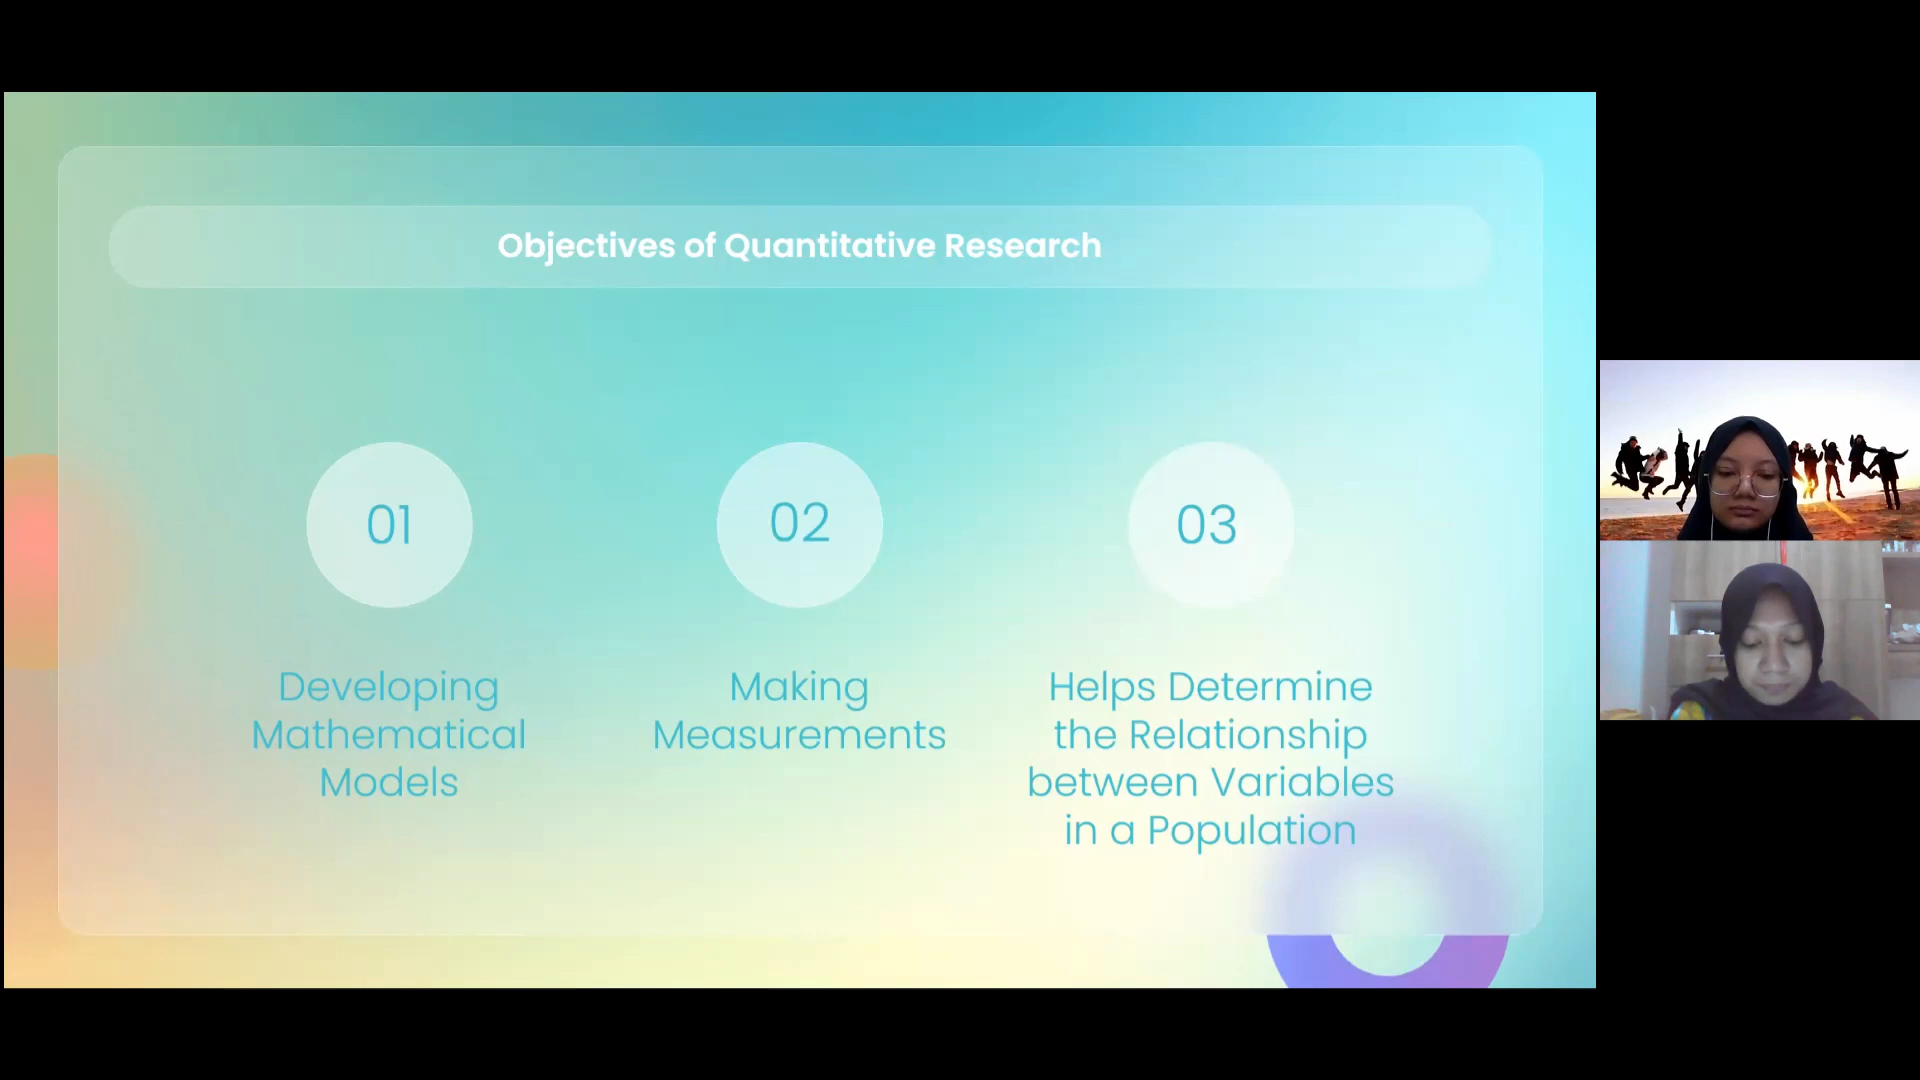 Objectives of Quantitative Research
01
Developing
Mathematical
Models
02
Making
Measurements
03
Helps Determine
the Relationship
between Variables
in a Population